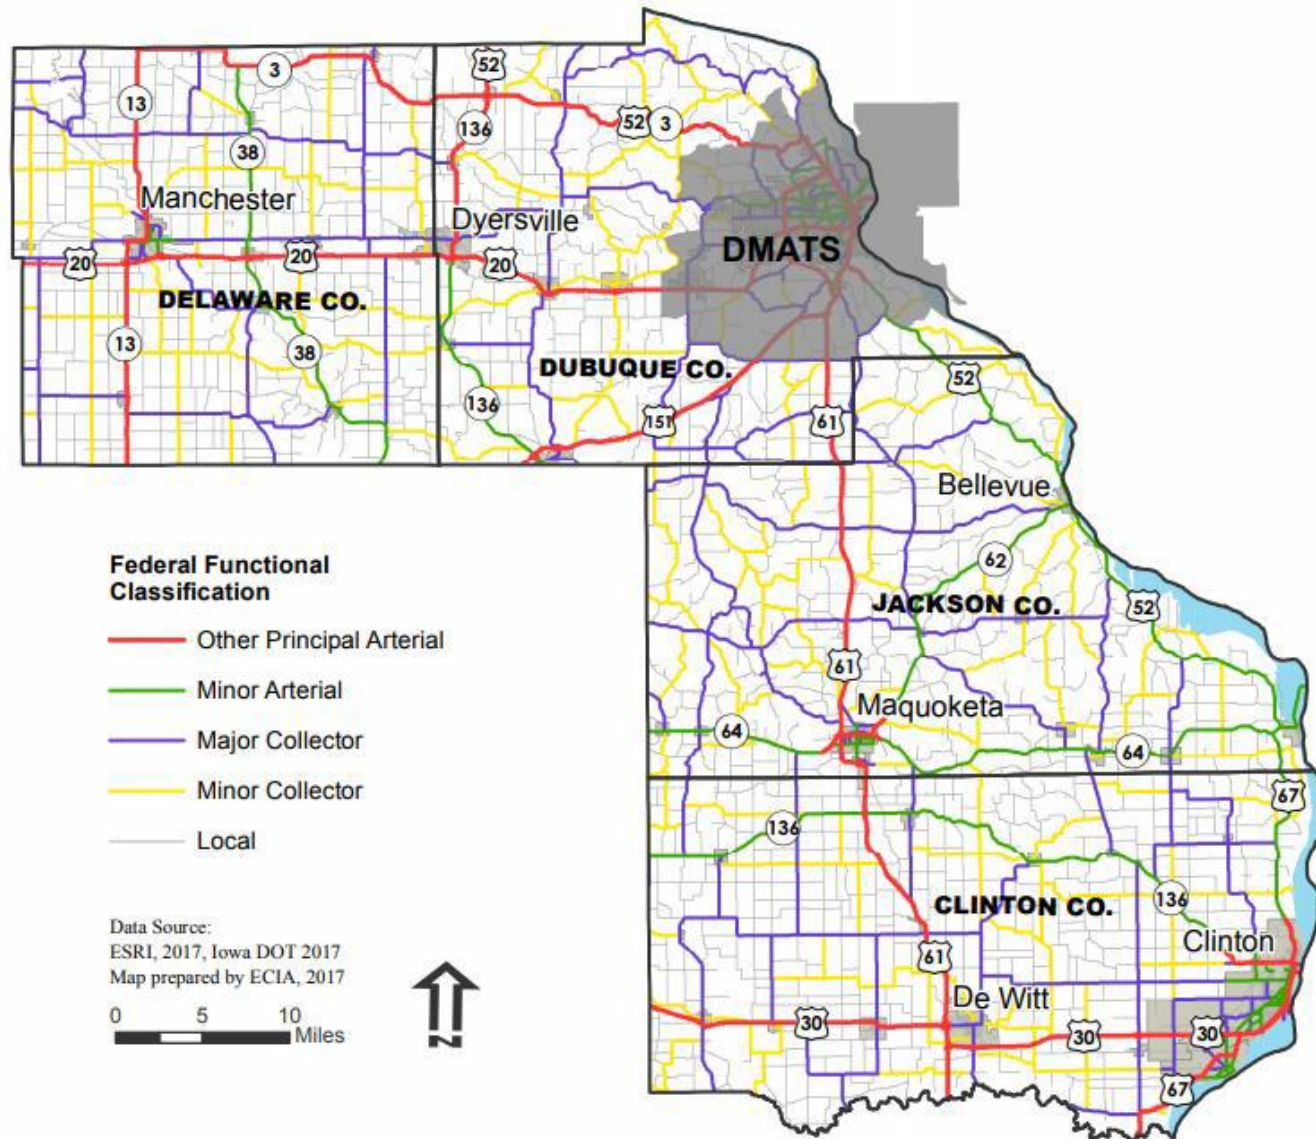 52
3
13
136
52
3
38
Manchester
Dyersville
20
20
20
DMATS
DELAWARE CO.
13
38
DUBUQUE CO.
52
136
151
61
Bellevue
62
Federal Functional
Classification
JACKSON CO.
52
Other Principal Arterial
61
Minor Arterial
Maquoketa
64
64
Major Collector
Minor Collector
67
136
Local
136
CLINTON CO.
Data Source:
ESRI, 2017, Iowa DOT 2017
Map prepared by ECIA, 2017
Clinton
61
De Witt
0 5 10
Miles
N
30
30
30
67